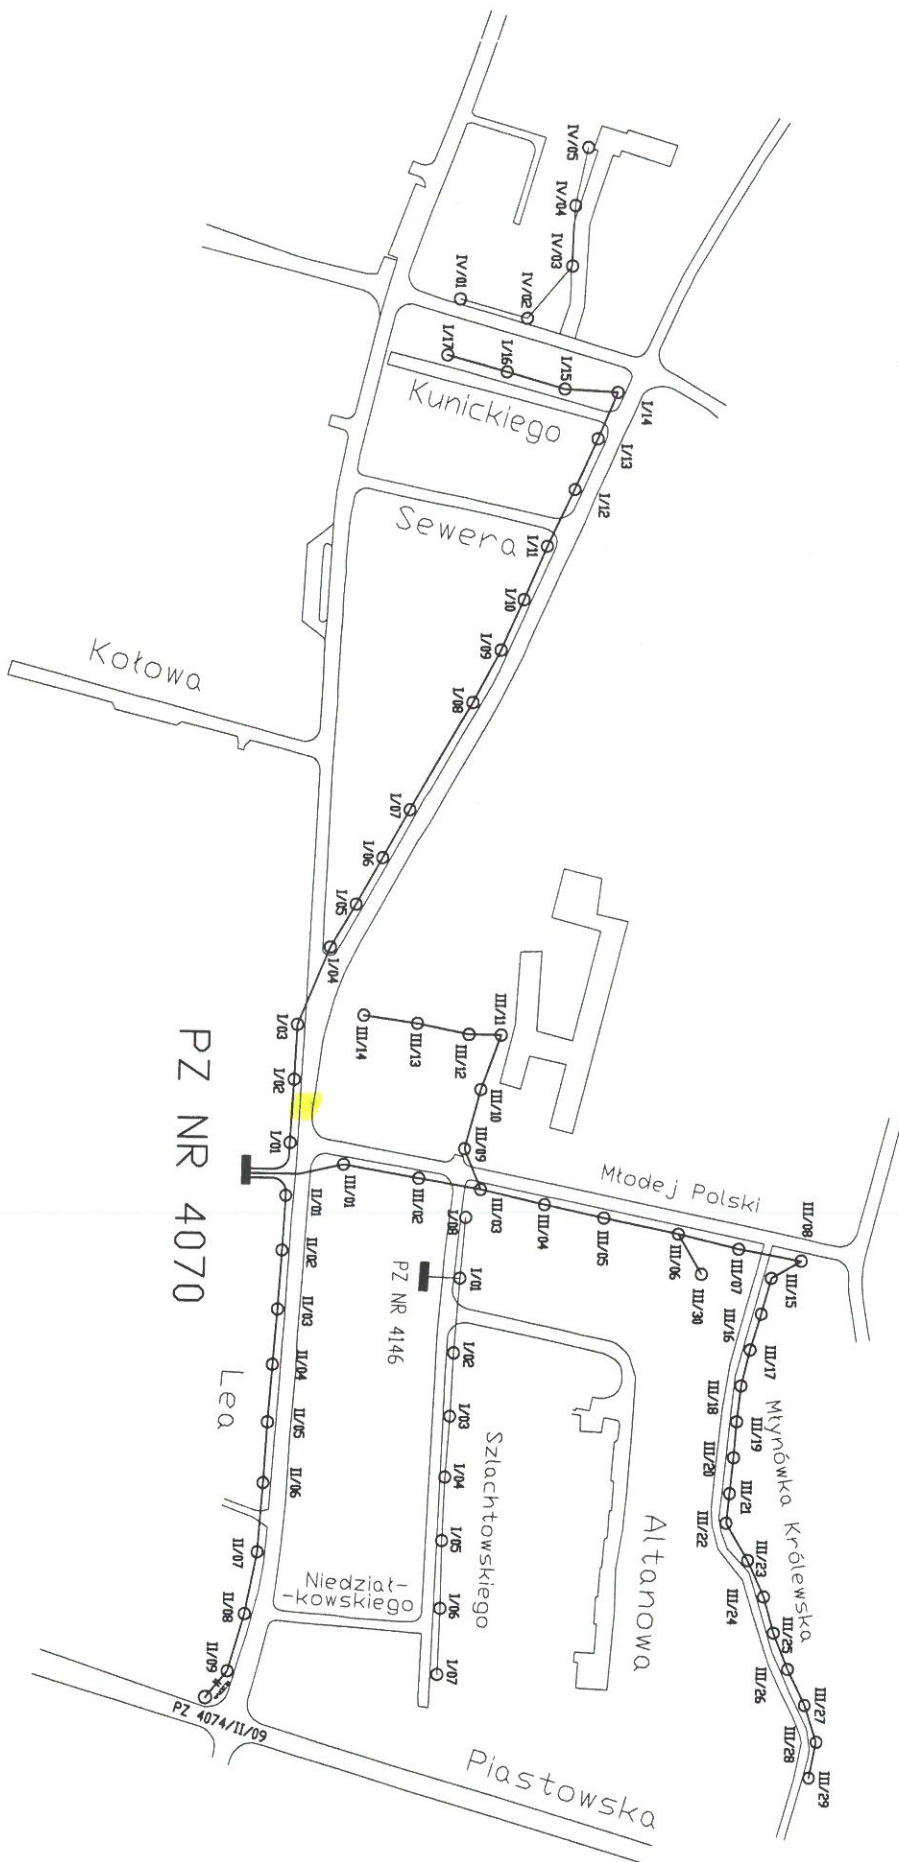 IV/05
IV/04
IV/03
IV/02
IV/01
I/17
I/16
I/15
I/14
I/13
I/12
I/11
I/10
I/09
I/08
I/07
I/06
I/05
I/04
I/03
I/02
I/01
Kunickiego
Sewera
Kołowa
PZ NR 4070
III/14
III/13
III/12
III/11
III/10
III/09
III/01
III/02
III/03
III/04
III/05
III/06
III/07
III/08
III/30
Młodej Polski
III/15
III/16
III/17
III/18
III/19
III/20
III/21
III/22
III/23
III/24
III/25
III/26
III/27
III/28
III/29
Młynówka Królewska
I/08
I/01
I/02
I/03
I/04
I/05
I/06
I/07
PZ NR 4146
Szlachtowskiego
Altanowa
II/01
II/02
II/03
II/04
II/05
II/06
II/07
II/08
II/09
Lea
Niedział-
-kowskiego
PZ 4074/II/09
Piastowska